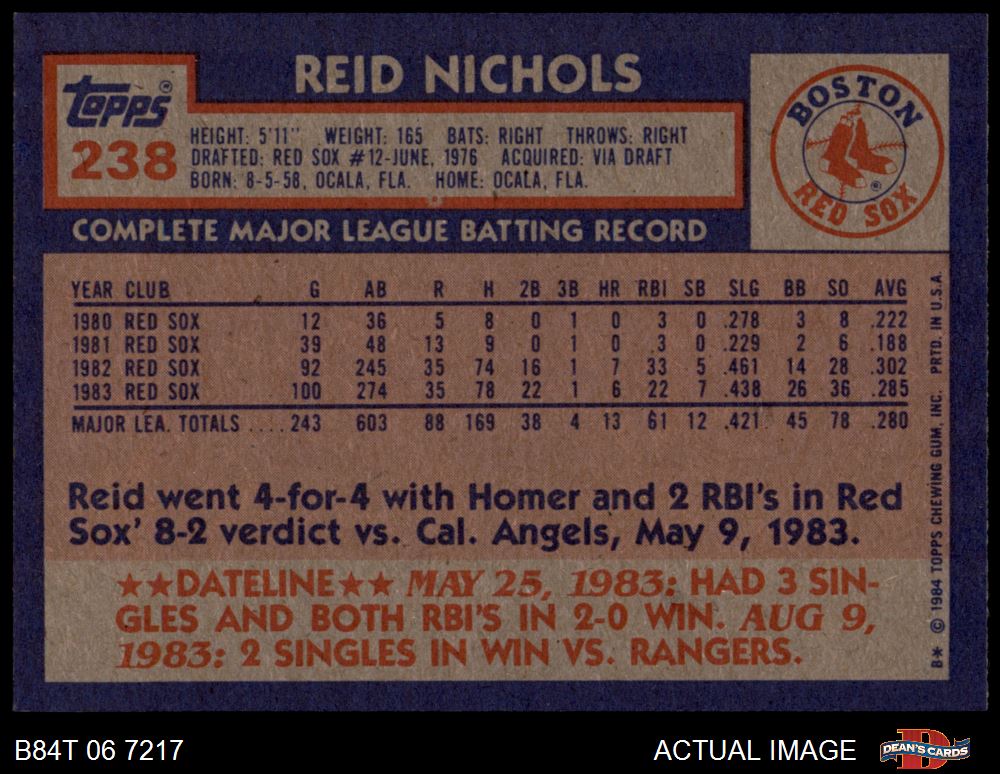 REID NICHOLS
topps®
238
HEIGHT: 5'11" WEIGHT: 165 BATS: RIGHT THROWS: RIGHT
DRAFTED: RED SOX #12-JUNE, 1976 ACQUIRED: VIA DRAFT
BORN: 8-5-58, OCALA, FLA. HOME: OCALA, FLA.
BOSTON
RED SOX
®
COMPLETE MAJOR LEAGUE BATTING RECORD
YEAR CLUB G AB R H 2B 3B HR RBI SB SLG BB SO AVG
1980 RED SOX 12 36 5 8 0 1 0 3 0 .278 3 8 .222
1981 RED SOX 39 48 13 9 0 1 0 3 0 .229 2 6 .188
1982 RED SOX 92 245 35 74 16 1 7 33 5 .461 14 28 .302
1983 RED SOX 100 274 35 78 22 1 6 22 7 .438 26 36 .285
MAJOR LEA. TOTALS .... 243 603 88 169 38 4 13 61 12 .421 45 78 .280
Reid went 4-for-4 with Homer and 2 RBI's in Red
Sox' 8-2 verdict vs. Cal. Angels, May 9, 1983.
★★DATELINE★★ MAY 25, 1983: HAD 3 SIN-
GLES AND BOTH RBI'S IN 2-0 WIN. AUG 9,
1983: 2 SINGLES IN WIN VS. RANGERS.
B* © 1984 TOPPS CHEWING GUM, INC. PRTD. IN U.S.A.
B84T 06 7217
ACTUAL IMAGE
DEAN'S CARDS